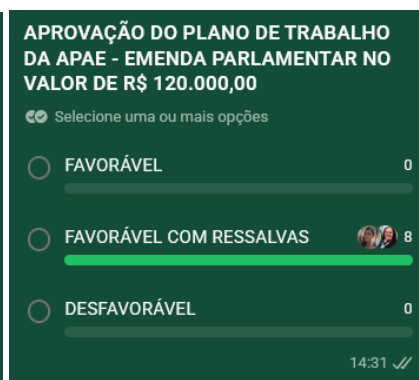 APROVAÇÃO DO PLANO DE TRABALHO
DA APAE - EMENDA PARLAMENTAR NO
VALOR DE R$ 120.000,00
Selecione uma ou mais opções
FAVORÁVEL 0
FAVORÁVEL COM RESSALVAS 8
DESFAVORÁVEL 0
14:31